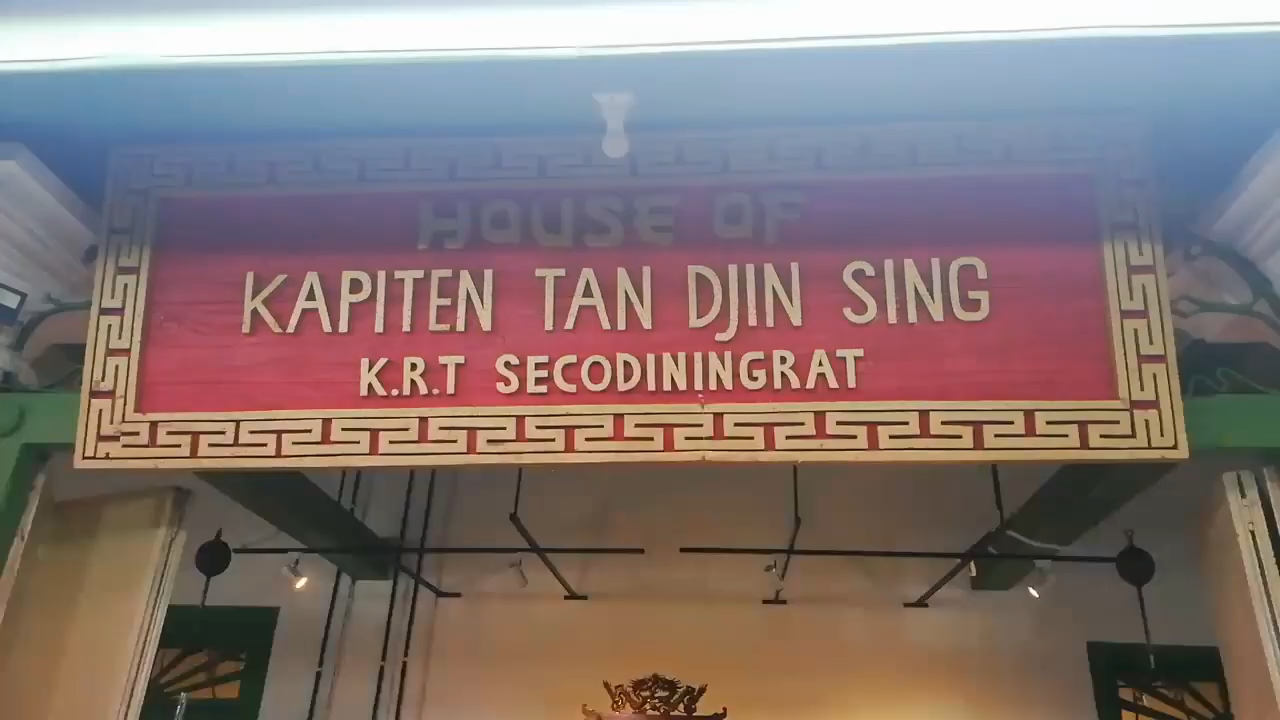 HOUSE OF
KAPITEN TAN DJIN SING
K.R.T SECODININGRAT